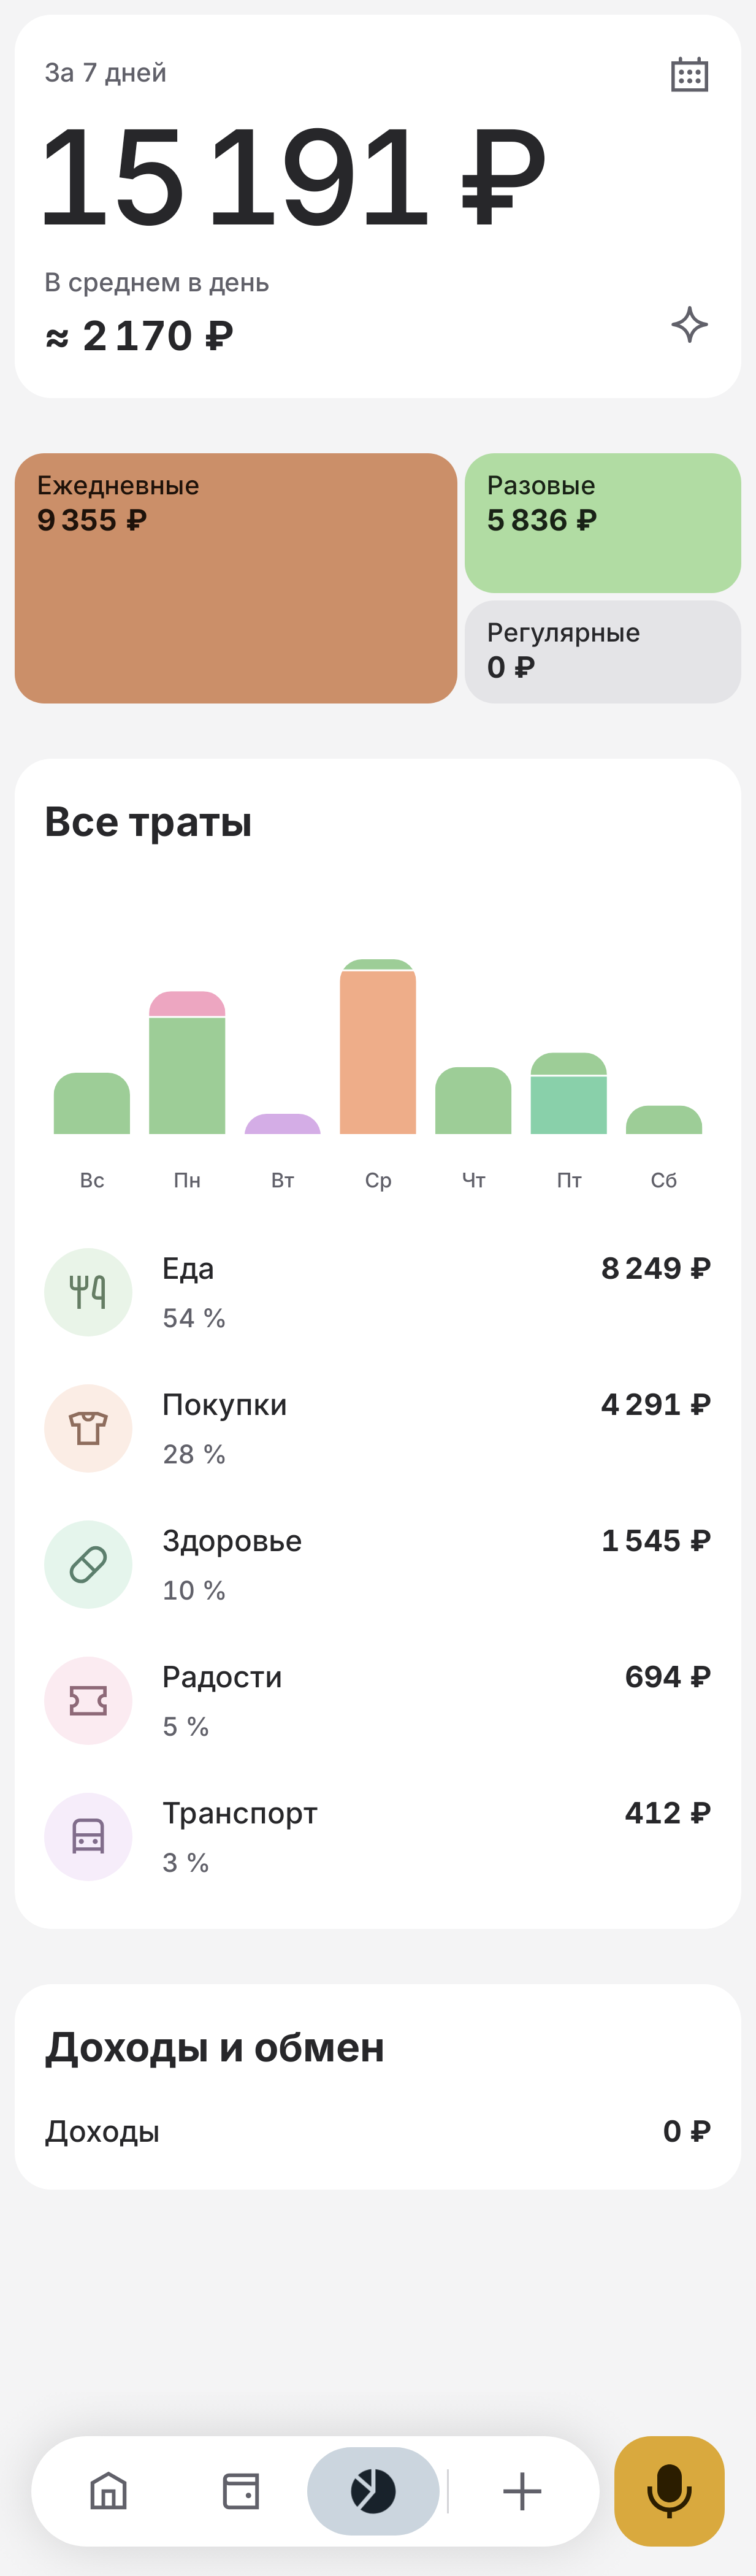 За 7 дней
15 191 ₽
В среднем в день
≈ 2 170 ₽
Ежедневные
9 355 ₽
Разовые
5 836 ₽
Регулярные
0 ₽
Все траты
Вс Пн Вт Ср Чт Пт Сб
Еда 8 249 ₽
54 %
Покупки 4 291 ₽
28 %
Здоровье 1 545 ₽
10 %
Радости 694 ₽
5 %
Транспорт 412 ₽
3 %
Доходы и обмен
Доходы 0 ₽